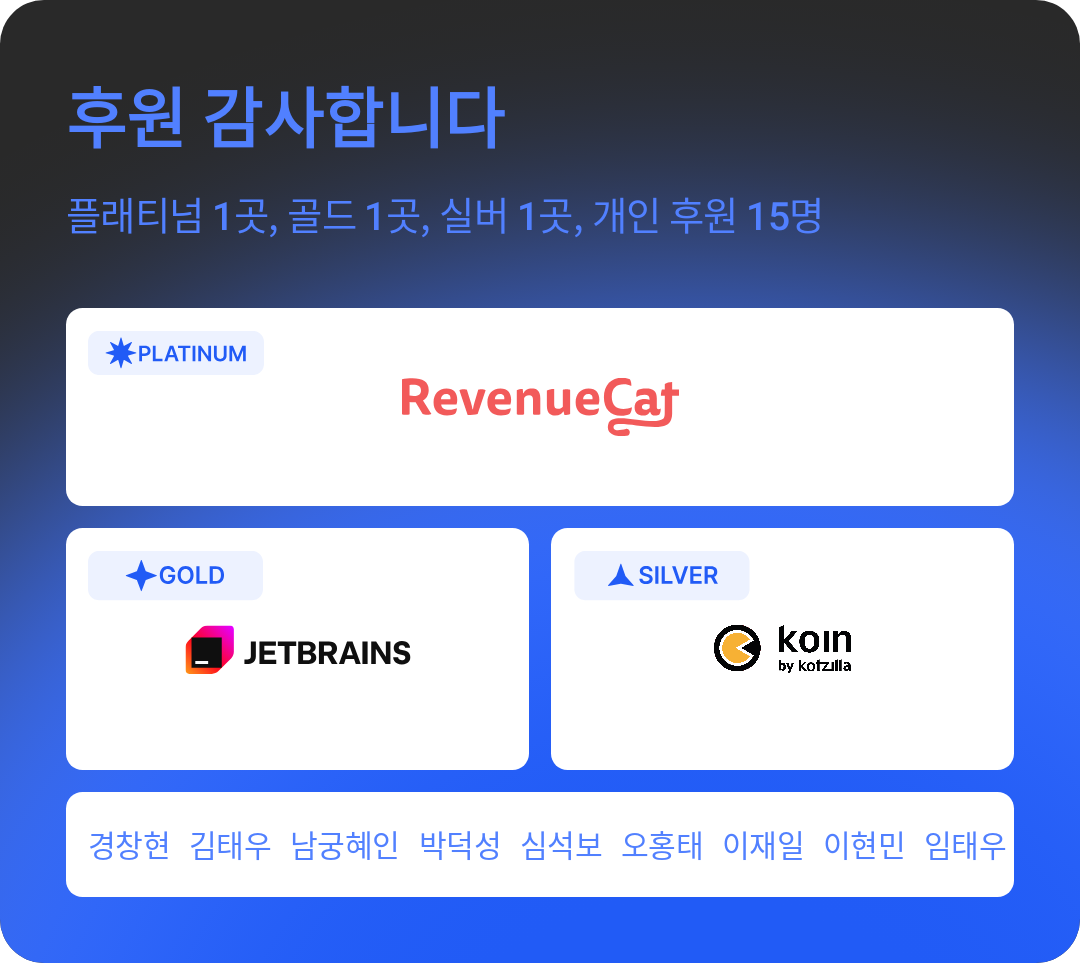 후원 감사합니다
플래티넘 1곳, 골드 1곳, 실버 1곳, 개인 후원 15명
PLATINUM
RevenueCat
GOLD
JETBRAINS
SILVER
koin
by kotzilla
경창현 김태우 남궁혜인 박덕성 심석보 오홍태 이재일 이현민 임태우